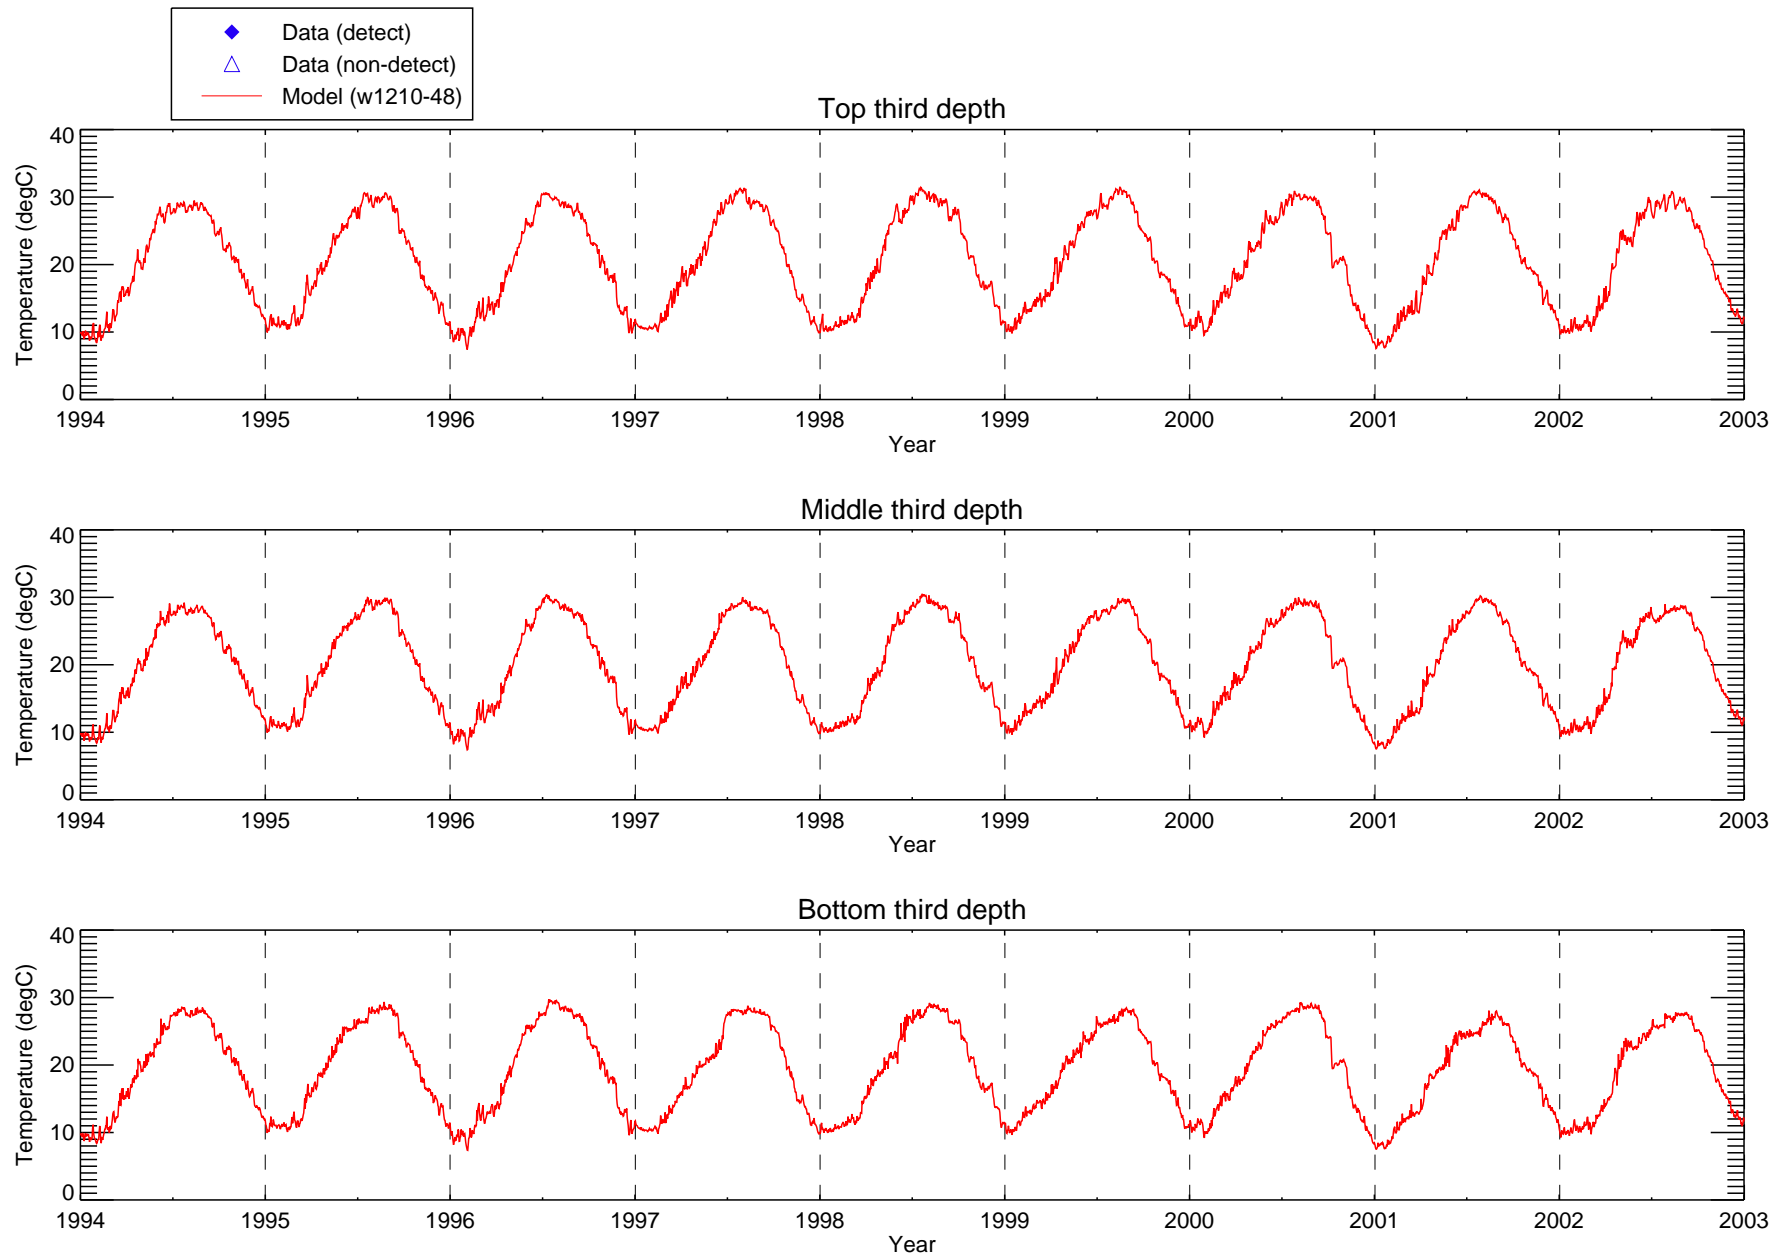 Data (detect)
Data (non-detect)
Model (w1210-48)
Top third depth
Temperature (degC)
40
30
20
10
0
1994 1995 1996 1997 1998 1999 2000 2001 2002 2003
Year
Middle third depth
Temperature (degC)
40
30
20
10
0
1994 1995 1996 1997 1998 1999 2000 2001 2002 2003
Year
Bottom third depth
Temperature (degC)
40
30
20
10
0
1994 1995 1996 1997 1998 1999 2000 2001 2002 2003
Year